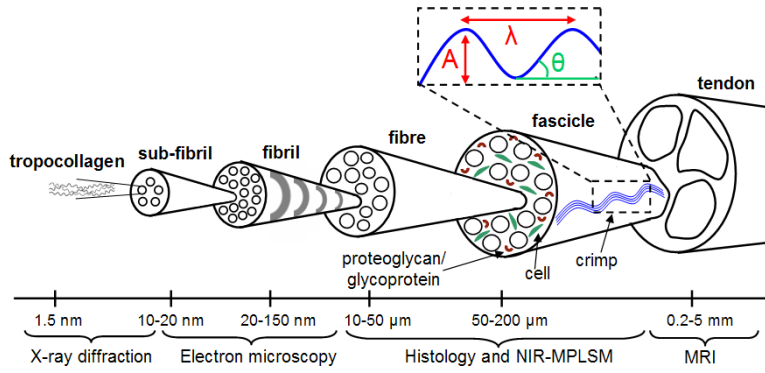 A
λ
θ
tendon
fascicle
fibre
fibril
sub-fibril
tropocollagen
proteoglycan/
glycoprotein
cell
crimp
1.5 nm
10-20 nm
20-150 nm
10-50 µm
50-200 µm
0.2-5 mm
X-ray diffraction
Electron microscopy
Histology and NIR-MPLSM
MRI